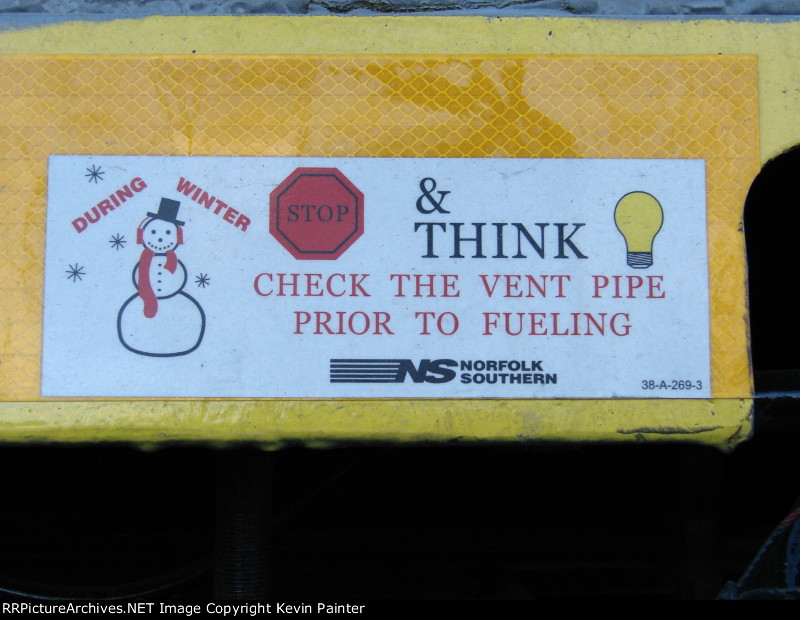 DURING WINTER
STOP
&
THINK
CHECK THE VENT PIPE
PRIOR TO FUELING
NS NORFOLK
SOUTHERN
38-A-269-3
©RRPictureArchives.NET Image Copyright Kevin Painter